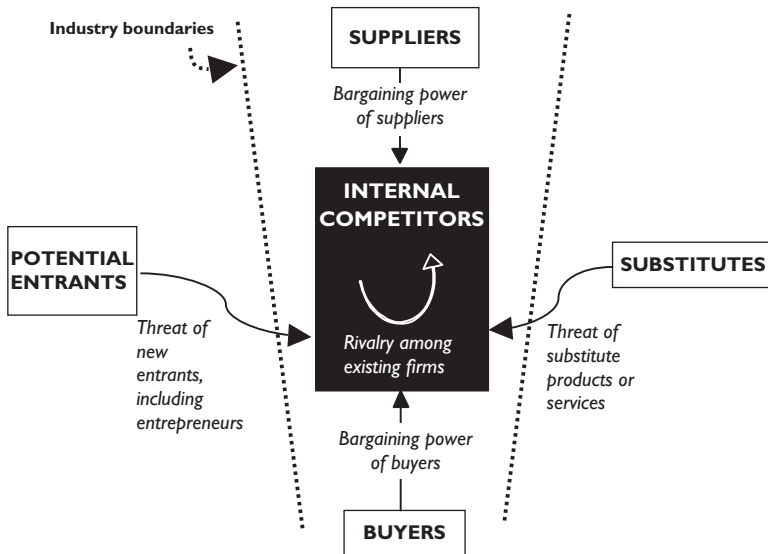 Industry boundaries
SUPPLIERS
Bargaining power
of suppliers
INTERNAL
COMPETITORS
POTENTIAL
ENTRANTS
SUBSTITUTES
Threat of
new
entrants,
including
entrepreneurs
Rivalry among
existing firms
Threat of
substitute
products or
services
Bargaining power
of buyers
BUYERS